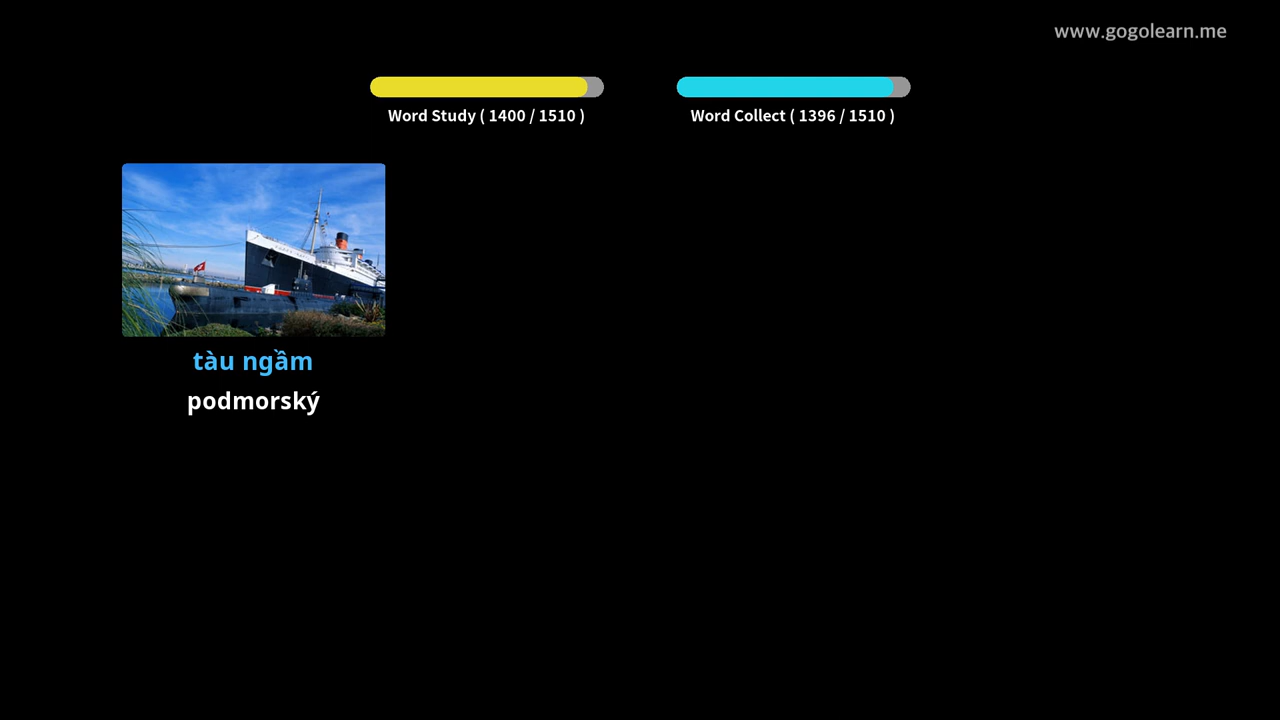 www.gogolearn.me
Word Study ( 1400 / 1510 )
Word Collect ( 1396 / 1510 )
tàu ngầm
podmorský